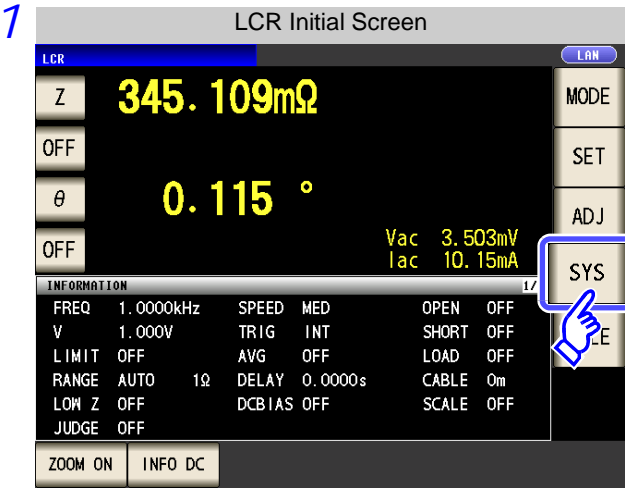 1
LCR Initial Screen
LCR
LAN
Z
345.109mΩ
MODE
OFF
SET
θ
0.115 °
ADJ
OFF
Vac 3.503mV
Iac 10.15mA
SYS
INFORMATION
1/
FREQ 1.0000kHz SPEED MED OPEN OFF
V 1.000V TRIG INT SHORT OFF
LIMIT OFF AVG OFF LOAD OFF
RANGE AUTO 1Ω DELAY 0.0000s CABLE 0m
LOW Z OFF DCBIAS OFF SCALE OFF
JUDGE OFF
ZOOM ON INFO DC